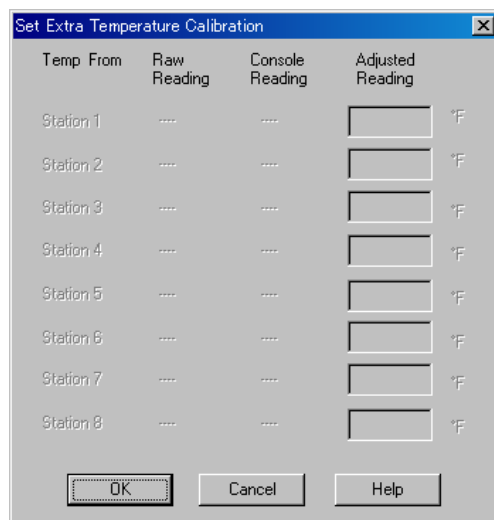 Set Extra Temperature Calibration
Temp From Raw Reading Console Reading Adjusted Reading
Station 1 ---- ---- °F
Station 2 ---- ---- °F
Station 3 ---- ---- °F
Station 4 ---- ---- °F
Station 5 ---- ---- °F
Station 6 ---- ---- °F
Station 7 ---- ---- °F
Station 8 ---- ---- °F
OK Cancel Help